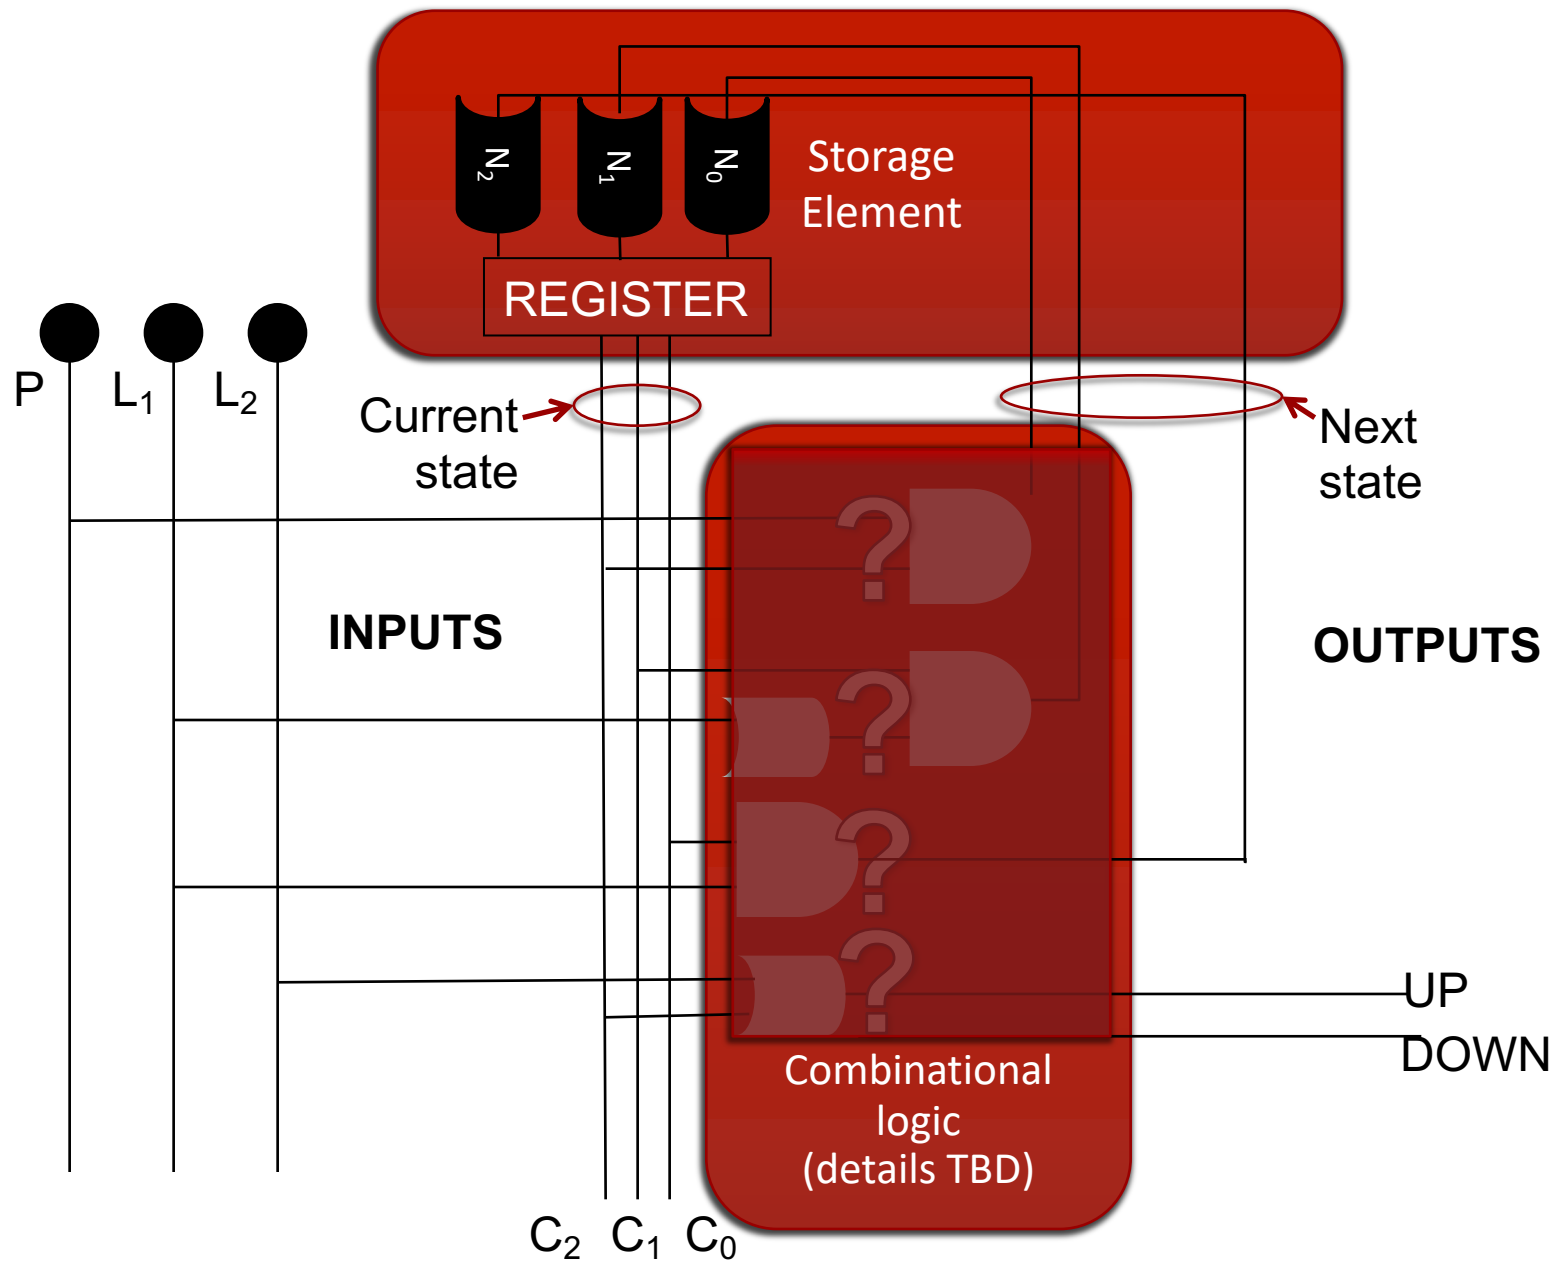 N₂
N₁
N₀
Storage
Element
REGISTER
P
L₁
L₂
Current
state
Next
state
?
INPUTS
OUTPUTS
?
?
?
UP
DOWN
Combinational
logic
(details TBD)
C₂ C₁ C₀